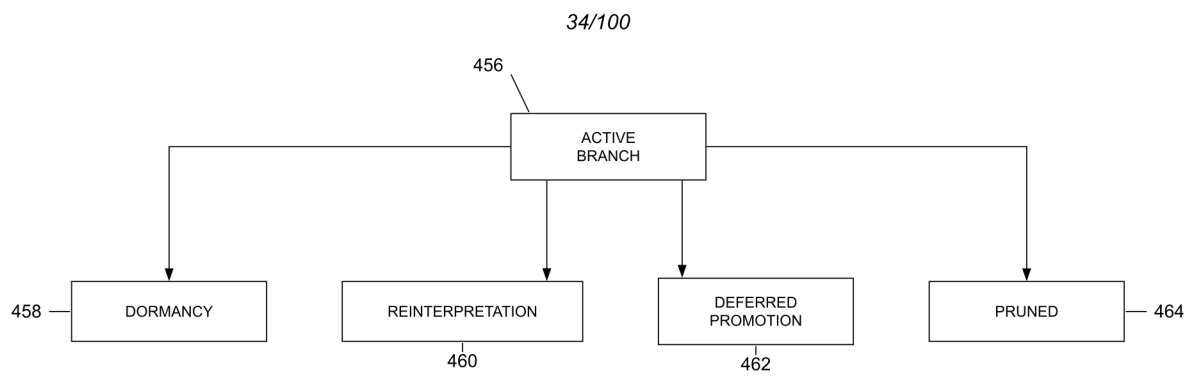 34/100
456
ACTIVE
BRANCH
458
DORMANCY
REINTERPRETATION
DEFERRED
PROMOTION
PRUNED
464
460
462